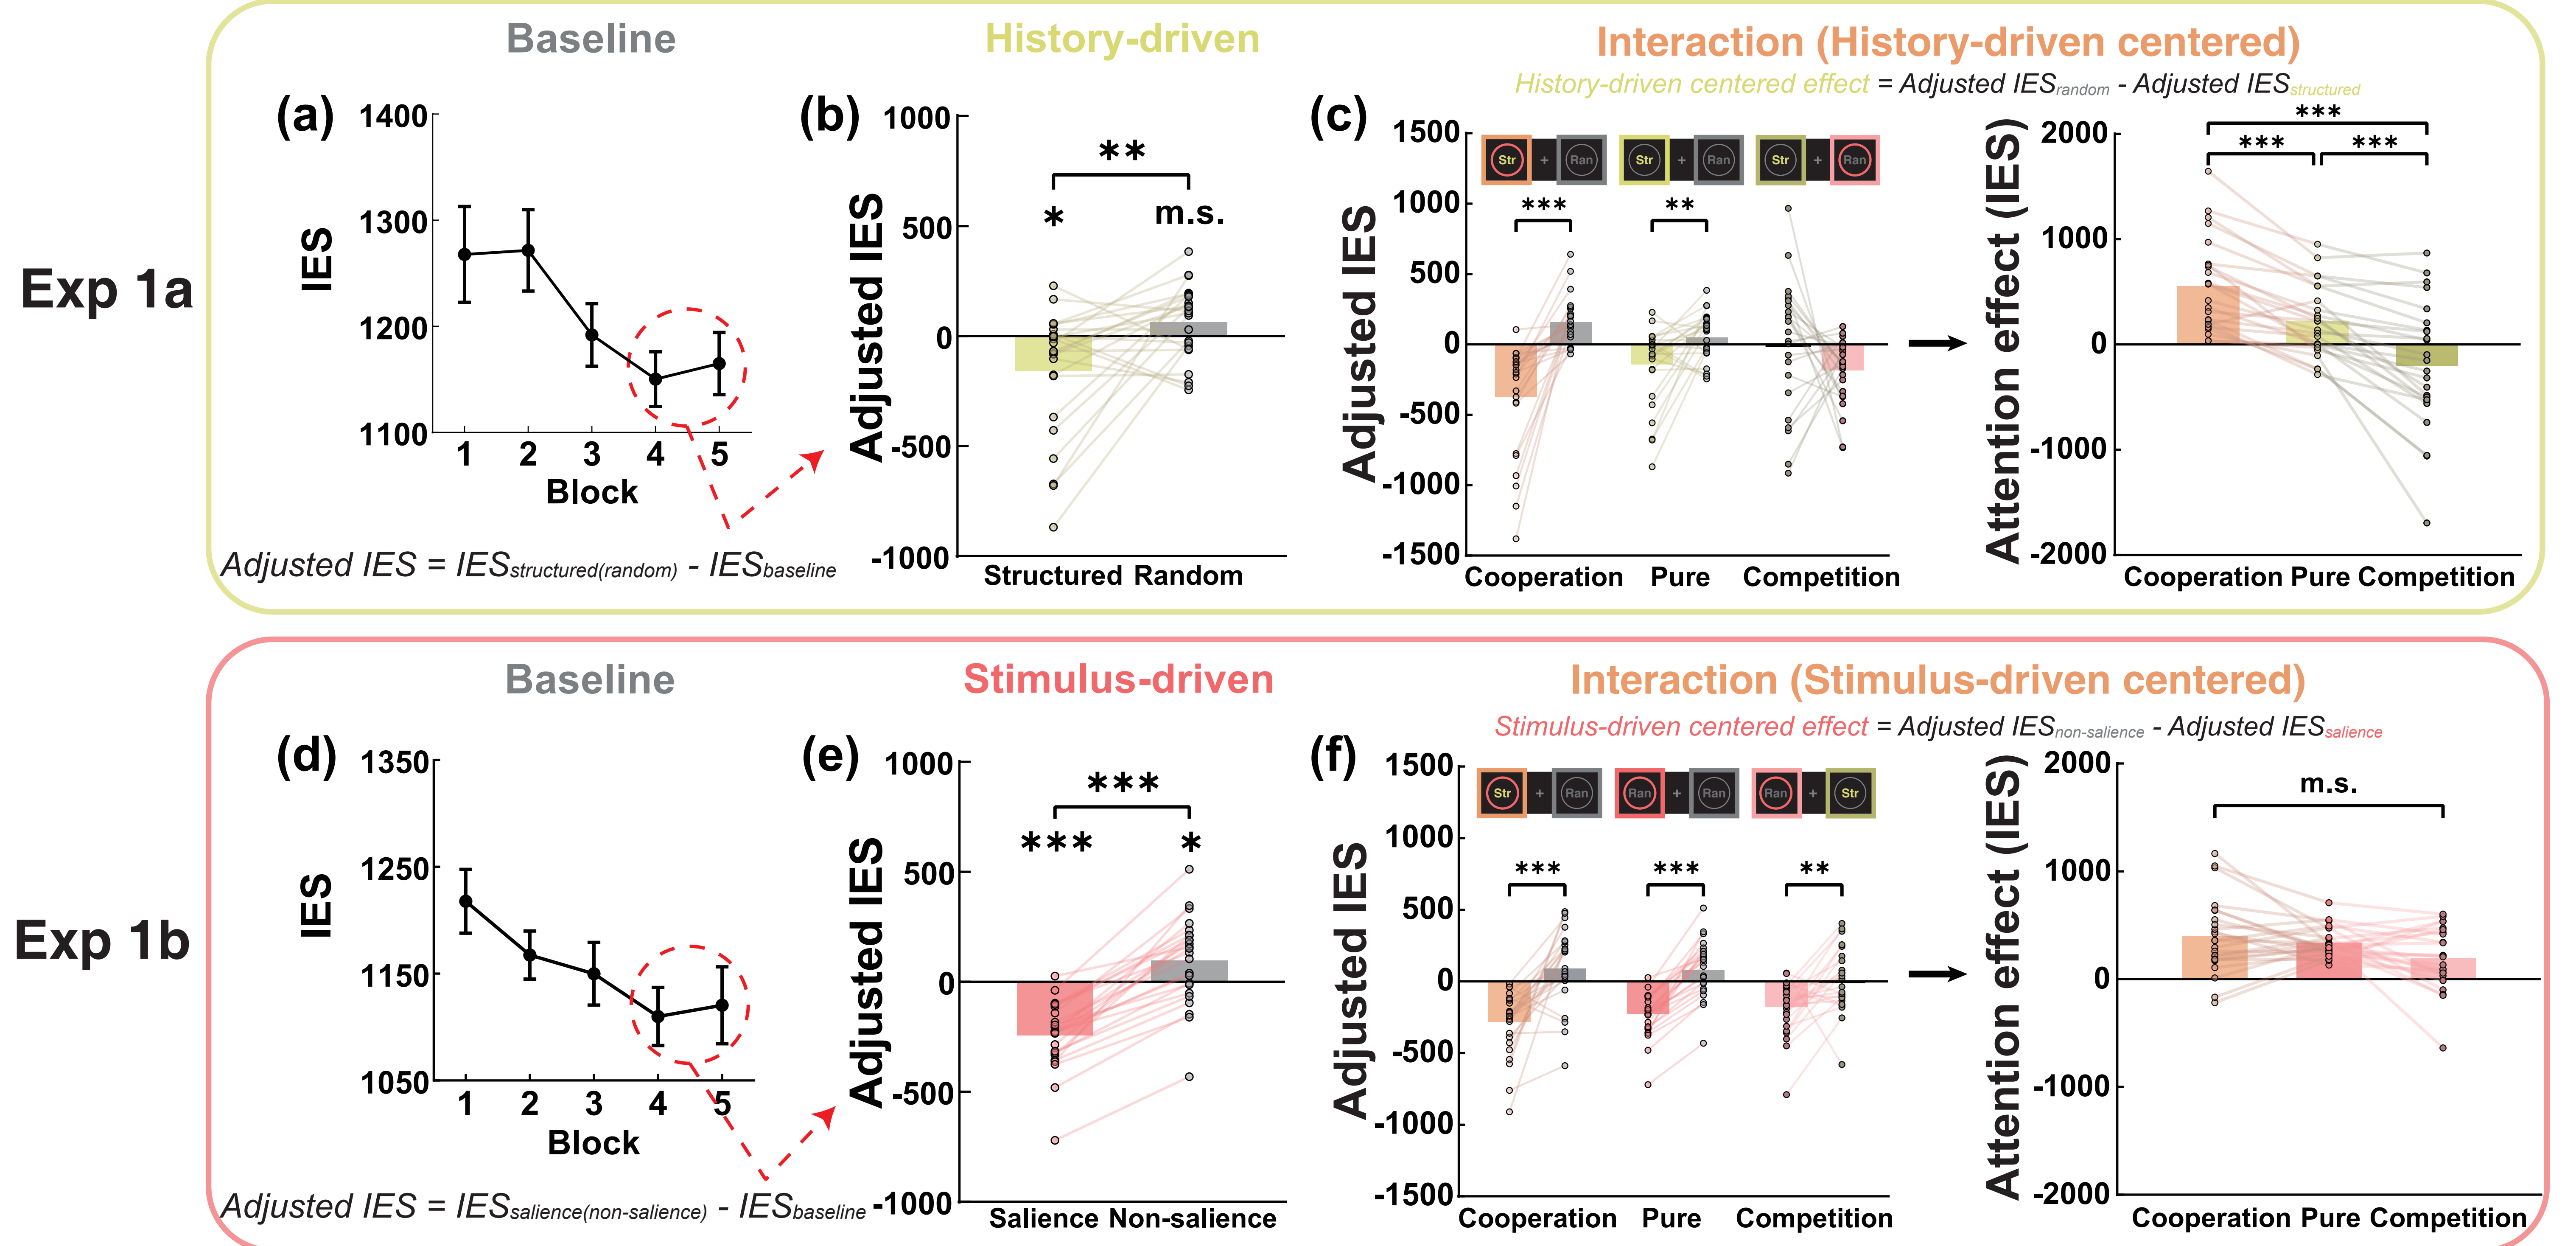 Exp 1a
Baseline
(a)
1400
1300
1200
1100
IES
1 2 3 4 5
Block
Adjusted IES = IESstructured(random) - IESbaseline
History-driven
(b)
1000
500
0
-500
-1000
Adjusted IES
**
*
m.s.
Structured Random
Interaction (History-driven centered)
History-driven centered effect = Adjusted IESrandom - Adjusted IESstructured
(c)
1500
1000
500
0
-500
-1000
-1500
Adjusted IES
Str + Ran
Str + Ran
Str + Ran
*** **
Cooperation Pure Competition
Attention effect (IES)
2000
1000
0
-1000
-2000
***
*** ***
Cooperation Pure Competition
Exp 1b
Baseline
(d)
1350
1250
1150
1050
IES
1 2 3 4 5
Block
Adjusted IES = IESsalience(non-salience) - IESbaseline
Stimulus-driven
(e)
1000
500
0
-500
-1000
Adjusted IES
***
*** *
Salience Non-salience
Interaction (Stimulus-driven centered)
Stimulus-driven centered effect = Adjusted IESnon-salience - Adjusted IESsalience
(f)
1500
1000
500
0
-500
-1000
-1500
Adjusted IES
Str + Ran
Ran + Ran
Ran + Str
*** *** **
Cooperation Pure Competition
Attention effect (IES)
2000
1000
0
-1000
-2000
m.s.
Cooperation Pure Competition